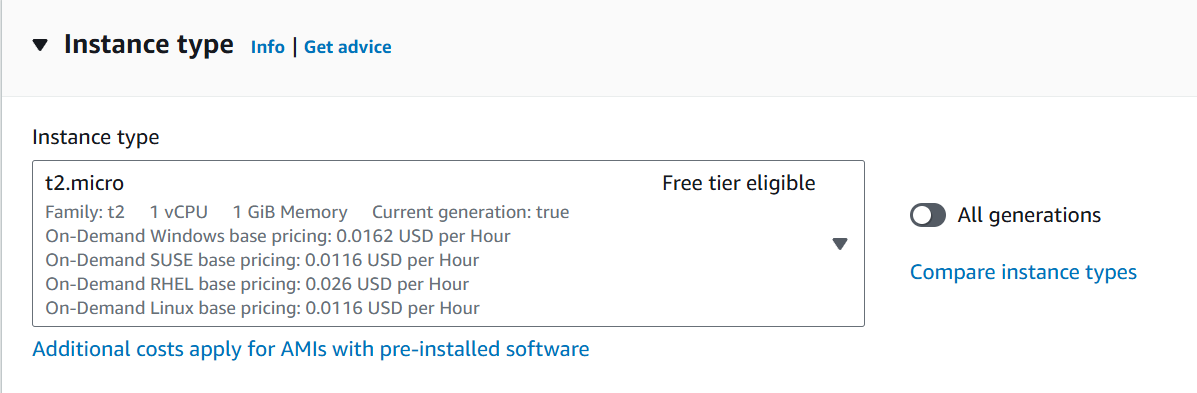 Instance type Info | Get advice
Instance type
t2.micro Free tier eligible
Family: t2 1 vCPU 1 GiB Memory Current generation: true
On-Demand Windows base pricing: 0.0162 USD per Hour
On-Demand SUSE base pricing: 0.0116 USD per Hour
On-Demand RHEL base pricing: 0.026 USD per Hour
On-Demand Linux base pricing: 0.0116 USD per Hour
All generations
Compare instance types
Additional costs apply for AMIs with pre-installed software